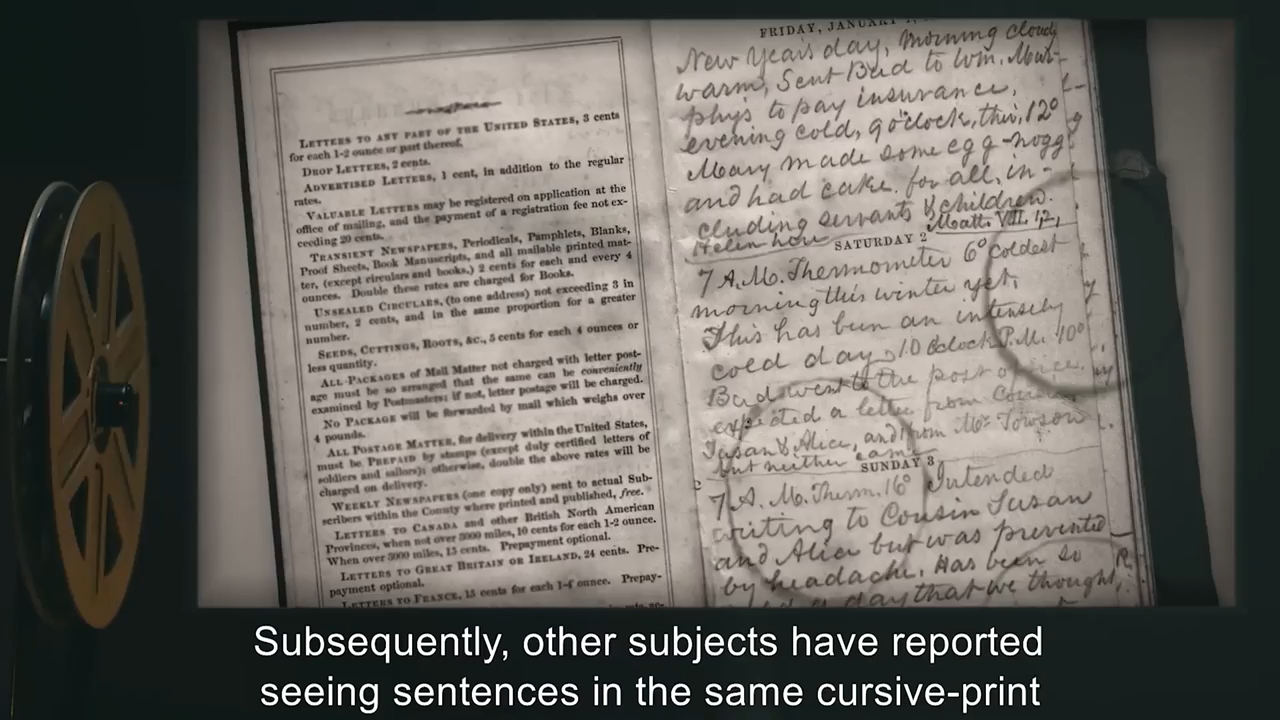 LETTERS TO ANY PART OF THE UNITED STATES, 3 cents
for each 1-2 ounce or part thereof.
DROP LETTERS, 2 cents.
ADVERTISED LETTERS, 1 cent, in addition to the regular
rates.
VALUABLE LETTERS may be registered on application at the
office of mailing, and the payment of a registration fee not ex-
ceeding 20 cents.
TRANSIENT NEWSPAPERS, Periodicals, Pamphlets, Blanks,
Proof Sheets, Book Manuscripts, and all mailable printed mat-
ter, (except circulars and books,) 2 cents for each and every 4
ounces. Double these rates are charged for Books.
UNSEALED CIRCULARS, (to one address) not exceeding 3 in
number, 2 cents, and in the same proportion for a greater
number.
SEEDS, CUTTINGS, ROOTS, &c., 5 cents for each 4 ounces or
less quantity.
ALL PACKAGES of Mail Matter not charged with letter post-
age must be so arranged that the same can be conveniently
examined by Postmasters; if not, letter postage will be charged.
NO PACKAGE will be forwarded by mail which weighs over
4 pounds.
ALL POSTAGE MATTER, for delivery within the United States,
must be PREPAID by stamps (except duly certified letters of
soldiers and sailors); otherwise, double the above rates will be
charged on delivery.
WEEKLY NEWSPAPERS (one copy only) sent to actual Sub-
scribers within the County where printed and published, free.
LETTERS TO CANADA and other British North American
Provinces, when not over 3000 miles, 10 cents for each 1-2 ounce.
When over 3000 miles, 15 cents. Prepayment optional.
LETTERS TO GREAT BRITAIN OR IRELAND, 24 cents. Pre-
payment optional.
LETTERS TO FRANCE, 15 cents for each 1-4 ounce. Prepay-
FRIDAY, JANUARY 1,
New Year's day, morning cloudy
warm, Sent Bud to Wm. Mur-
phy's to pay insurance,
evening cold, 9 o'clock, this, 12°
Mary made some egg-nogg
and had cake for all, in-
cluding servants & children.
Matt. VIII. 1,2,
SATURDAY 2
7 A.M. Thermometer 6° coldest
morning this winter yet.
This has been an intensely
cold day, 10 Oclock P.M. 10°
Bud went to the post office,
expected a letter from Cousin
Susan & Alice, and from Mr Towson
but neither came
SUNDAY 3
7 A. M. Therm. 16° Intended
writing to Cousin Susan
and Alice but was prevented
by headache. Has been so
day that we thought
Subsequently, other subjects have reported
seeing sentences in the same cursive-print